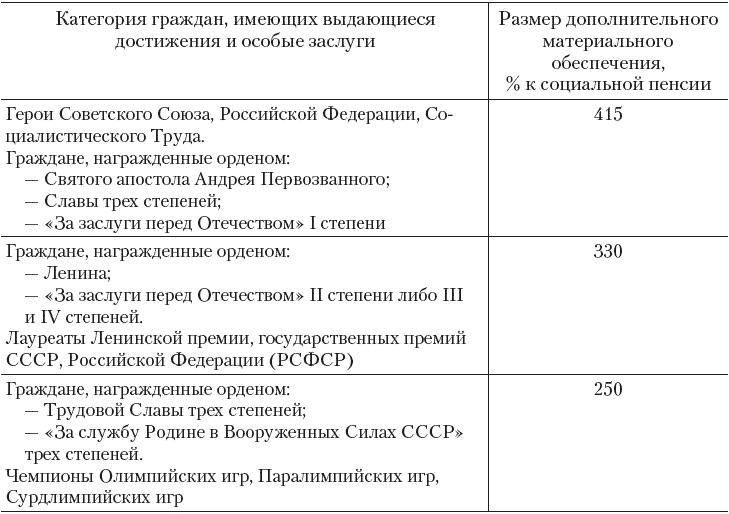 Категория граждан, имеющих выдающиеся
достижения и особые заслуги
Размер дополнительного
материального
обеспечения,
% к социальной пенсии
Герои Советского Союза, Российской Федерации, Со-
циалистического Труда.
Граждане, награжденные орденом:
— Святого апостола Андрея Первозванного;
— Славы трех степеней;
— «За заслуги перед Отечеством» I степени
415
Граждане, награжденные орденом:
— Ленина;
— «За заслуги перед Отечеством» II степени либо III
и IV степеней.
Лауреаты Ленинской премии, государственных премий
СССР, Российской Федерации (РСФСР)
330
Граждане, награжденные орденом:
— Трудовой Славы трех степеней;
— «За службу Родине в Вооруженных Силах СССР»
трех степеней.
Чемпионы Олимпийских игр, Паралимпийских игр,
Сурдлимпийских игр
250